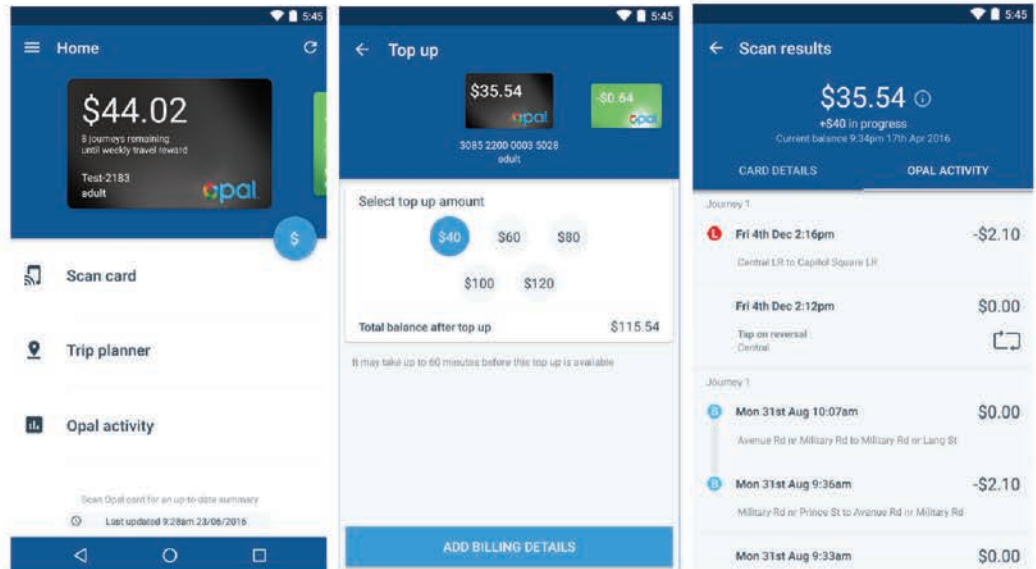 5:45
Home
$44.02
8 journeys remaining
until weekly travel reward
Test-2183
adult
opal
$
Scan card
Trip planner
Opal activity
Scan Opal card for an up-to-date summary
Last updated 9:28am 23/06/2016
5:45
Top up
$35.54
opal
-$0.64
opal
3085 2200 0003 5028
adult
Select top up amount
$40 $60 $80
$100 $120
Total balance after top up $115.54
It may take up to 60 minutes before this top up is available
ADD BILLING DETAILS
5:45
Scan results
$35.54
+$40 in progress
Current balance 9:34pm 17th Apr 2016
CARD DETAILS OPAL ACTIVITY
Journey 1
L Fri 4th Dec 2:16pm -$2.10
Central LR to Capitol Square LR
Fri 4th Dec 2:12pm $0.00
Tap on reversal
Central
Journey 1
B Mon 31st Aug 10:07am $0.00
Avenue Rd nr Military Rd to Military Rd nr Lang St
B Mon 31st Aug 9:36am -$2.10
Military Rd nr Prince St to Avenue Rd nr Military Rd
Mon 31st Aug 9:33am $0.00